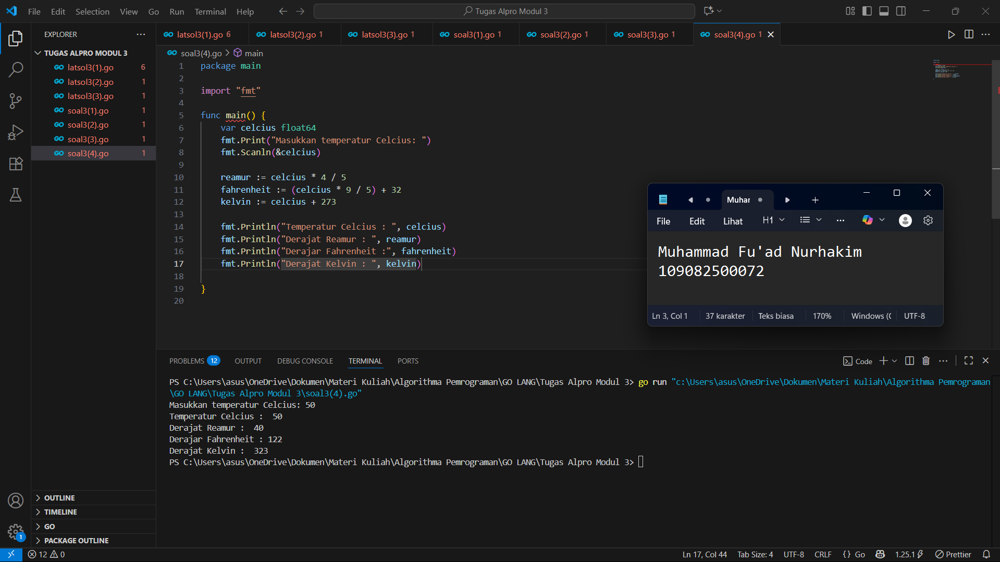 File Edit Selection View Go Run Terminal Help
Tugas Alpro Modul 3
EXPLORER
TUGAS ALPRO MODUL 3
latsol3(1).go 6
latsol3(2).go 1
latsol3(3).go 1
soal3(1).go 1
soal3(2).go 1
soal3(3).go 1
soal3(4).go 1
OUTLINE
TIMELINE
GO
PACKAGE OUTLINE
latsol3(1).go 6 latsol3(2).go 1 latsol3(3).go 1 soal3(1).go 1 soal3(2).go 1 soal3(3).go 1 soal3(4).go 1
soal3(4).go > main
1 package main
2
3 import "fmt"
4
5 func main() {
6 var celcius float64
7 fmt.Print("Masukkan temperatur Celcius: ")
8 fmt.Scanln(&celcius)
9
10 reamur := celcius * 4 / 5
11 fahrenheit := (celcius * 9 / 5) + 32
12 kelvin := celcius + 273
13
14 fmt.Println("Temperatur Celcius : ", celcius)
15 fmt.Println("Derajat Reamur : ", reamur)
16 fmt.Println("Derajar Fahrenheit :", fahrenheit)
17 fmt.Println("Derajat Kelvin : ", kelvin)
18
19 }
20
Muhar
File Edit Lihat H1
Muhammad Fu'ad Nurhakim
109082500072
Ln 3, Col 1 37 karakter Teks biasa 170% Windows (C UTF-8
PROBLEMS 12 OUTPUT DEBUG CONSOLE TERMINAL PORTS
Code
PS C:\Users\asus\OneDrive\Dokumen\Materi Kuliah\Algorithma Pemrograman\GO LANG\Tugas Alpro Modul 3> go run "c:\Users\asus\OneDrive\Dokumen\Materi Kuliah\Algorithma Pemrograman
\GO LANG\Tugas Alpro Modul 3\soal3(4).go"
Masukkan temperatur Celcius: 50
Temperatur Celcius :  50
Derajat Reamur :  40
Derajar Fahrenheit : 122
Derajat Kelvin :  323
PS C:\Users\asus\OneDrive\Dokumen\Materi Kuliah\Algorithma Pemrograman\GO LANG\Tugas Alpro Modul 3>
1
12 0
Ln 17, Col 44 Tab Size: 4 UTF-8 CRLF {} Go 1.25.1 Prettier